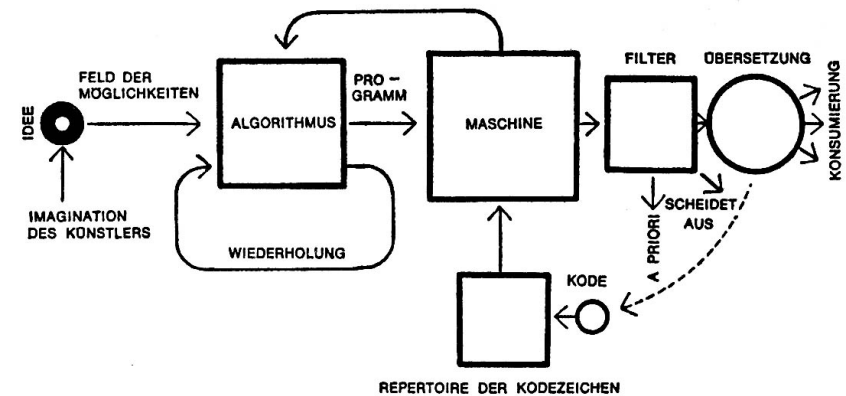 IDEE
FELD DER
MÖGLICHKEITEN
IMAGINATION
DES KÜNSTLERS
ALGORITHMUS
WIEDERHOLUNG
PRO-
GRAMM
MASCHINE
FILTER
ÜBERSETZUNG
KONSUMIERUNG
A PRIORI
SCHEIDET
AUS
KODE
REPERTOIRE DER KODEZEICHEN